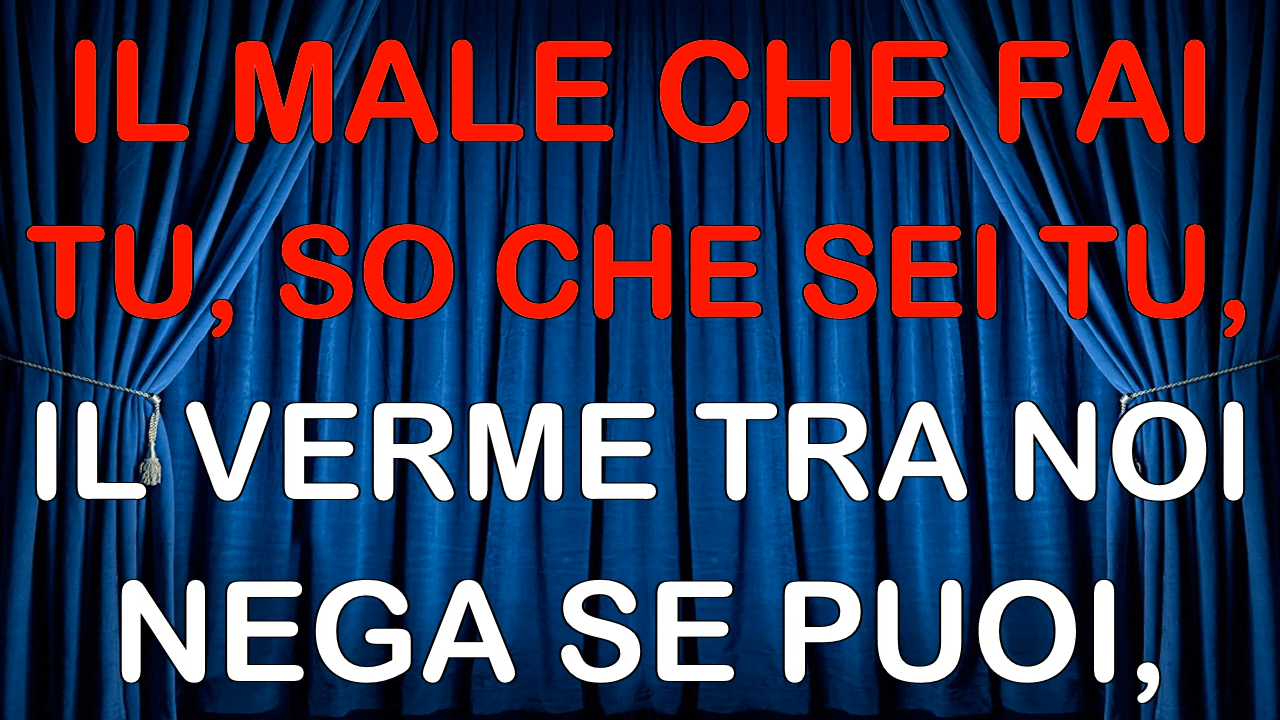 IL MALE CHE FAI
TU, SO CHE SEI TU,
IL VERME TRA NOI
NEGA SE PUOI,